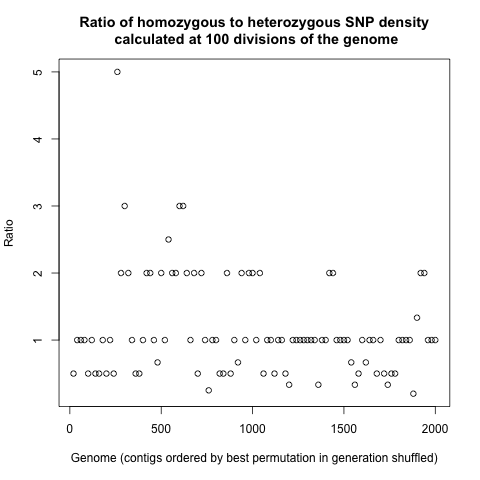 Ratio of homozygous to heterozygous SNP density
calculated at 100 divisions of the genome
5
4
3
2
1
Ratio
0
500
1000
1500
2000
Genome (contigs ordered by best permutation in generation shuffled)